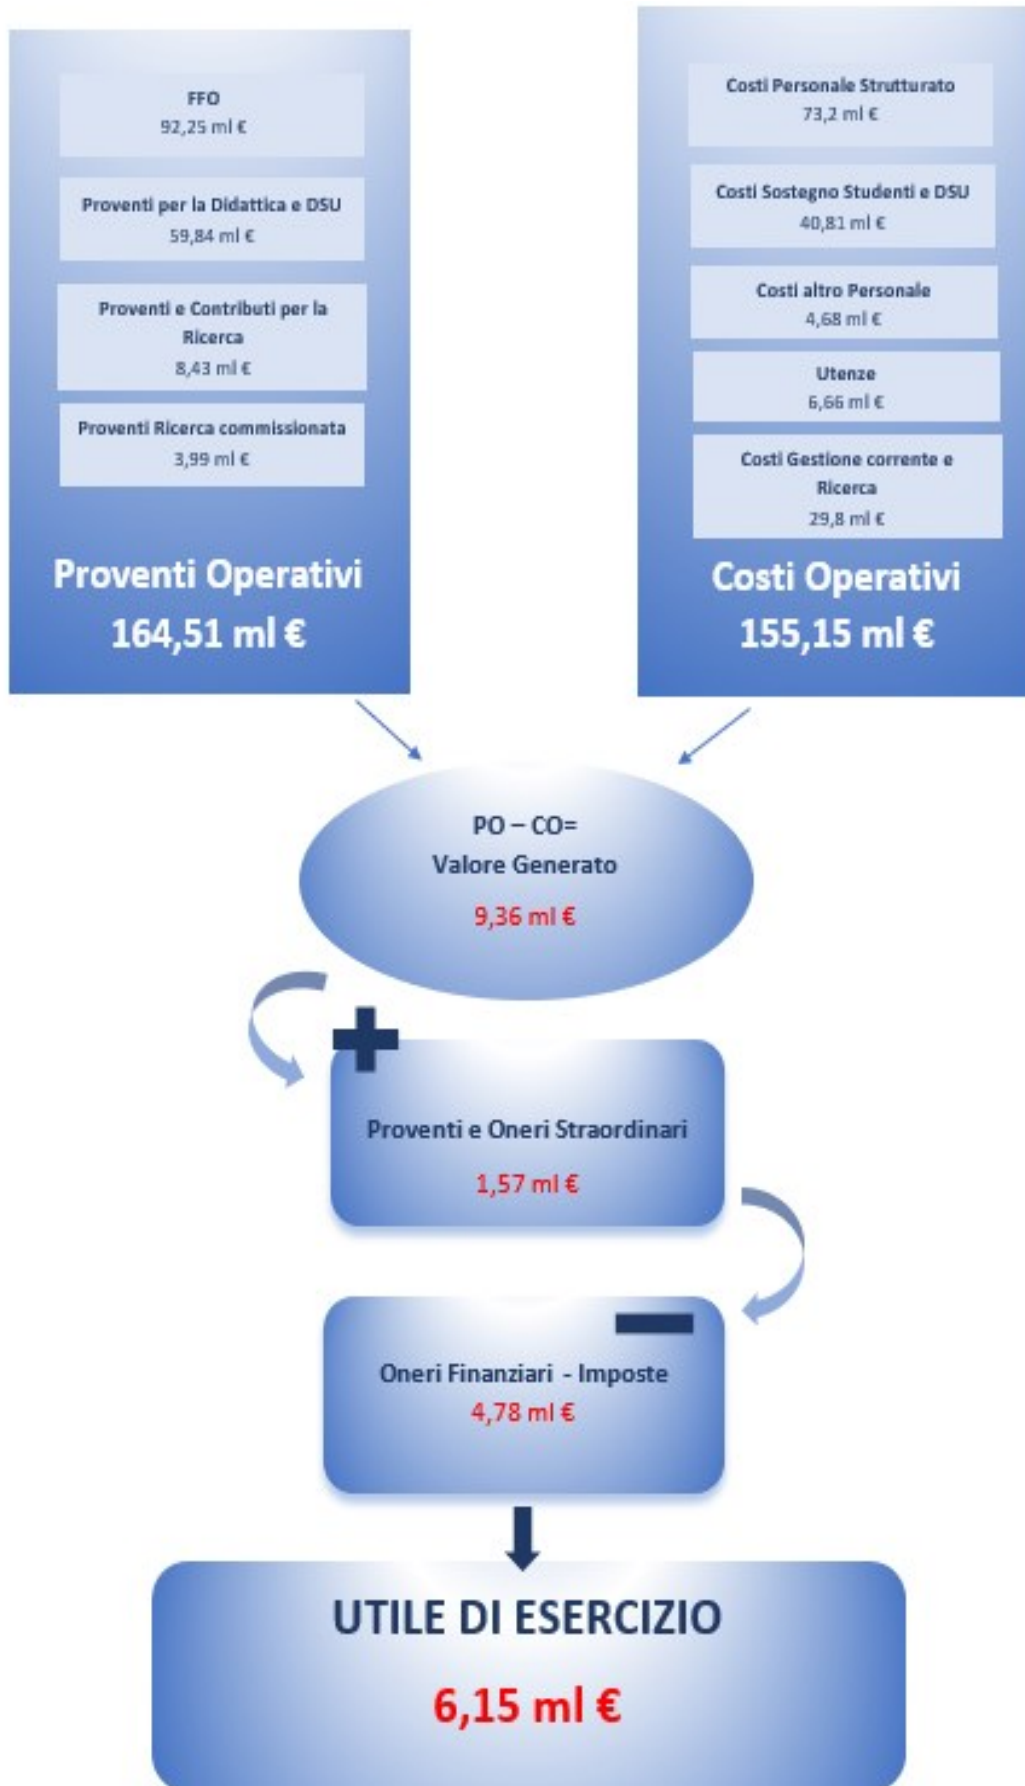 FFO
92,25 ml €
Proventi per la Didattica e DSU
59,84 ml €
Proventi e Contributi per la
Ricerca
8,43 ml €
Proventi Ricerca commissionata
3,99 ml €
Proventi Operativi
164,51 ml €
Costi Personale Strutturato
73,2 ml €
Costi Sostegno Studenti e DSU
40,81 ml €
Costi altro Personale
4,68 ml €
Utenze
6,66 ml €
Costi Gestione corrente e
Ricerca
29,8 ml €
Costi Operativi
155,15 ml €
PO – CO=
Valore Generato
9,36 ml €
Proventi e Oneri Straordinari
1,57 ml €
Oneri Finanziari - Imposte
4,78 ml €
UTILE DI ESERCIZIO
6,15 ml €